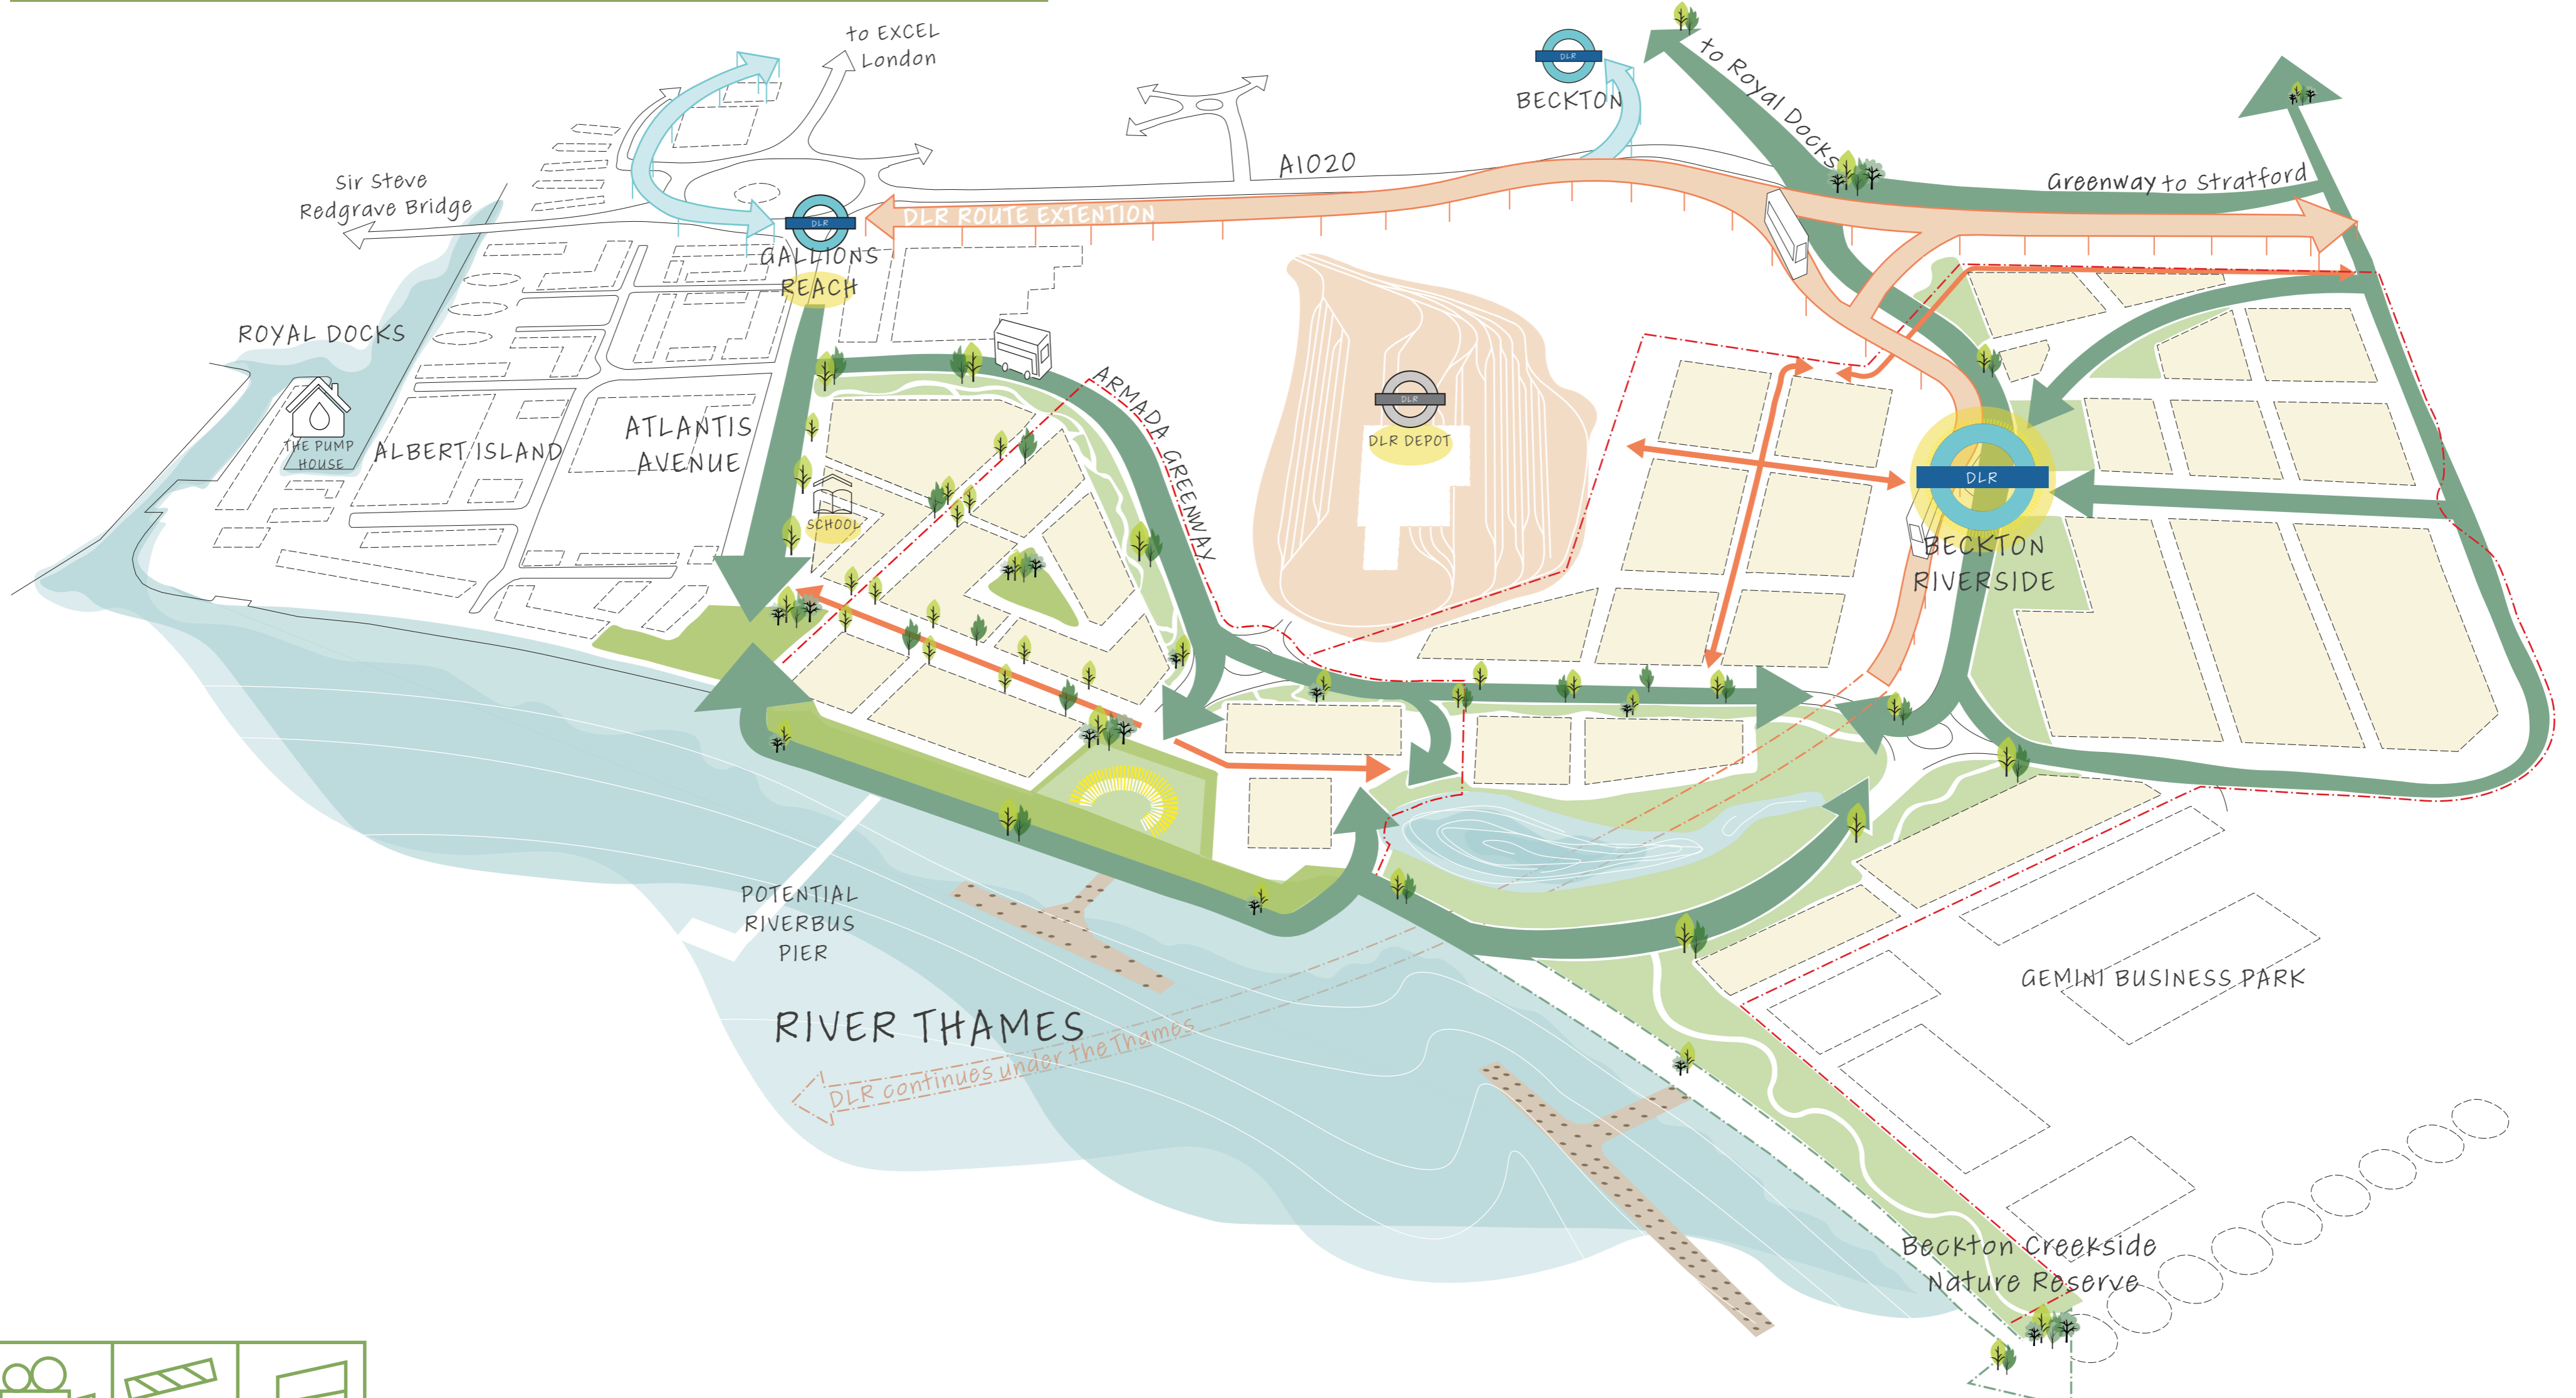 to EXCEL
London
DLR
BECKTON
to Royal Docks
A1020
Sir Steve
Redgrave Bridge
Greenway to Stratford
DLR ROUTE EXTENTION
DLR
GALLIONS
REACH
ROYAL DOCKS
THE PUMP
HOUSE
ALBERT ISLAND
ATLANTIS
AVENUE
ARMADA GREENWAY
DLR
DLR DEPOT
SCHOOL
DLR
BECKTON
RIVERSIDE
POTENTIAL
RIVERBUS
PIER
RIVER THAMES
DLR continues under the Thames
GEMINI BUSINESS PARK
Beckton Creekside
Nature Reserve